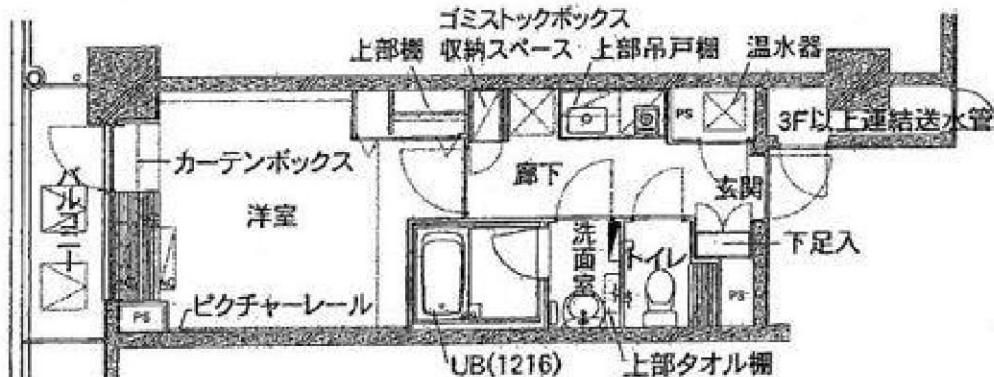 ゴミストックボックス
上部棚 収納スペース 上部吊戸棚 温水器
PS
3F以上連結送水管
カーテンボックス
廊下
玄関
バルコニー
洋室
洗面室
トイレ
下足入
PS
ピクチャーレール
PS
UB(1216)
上部タオル棚